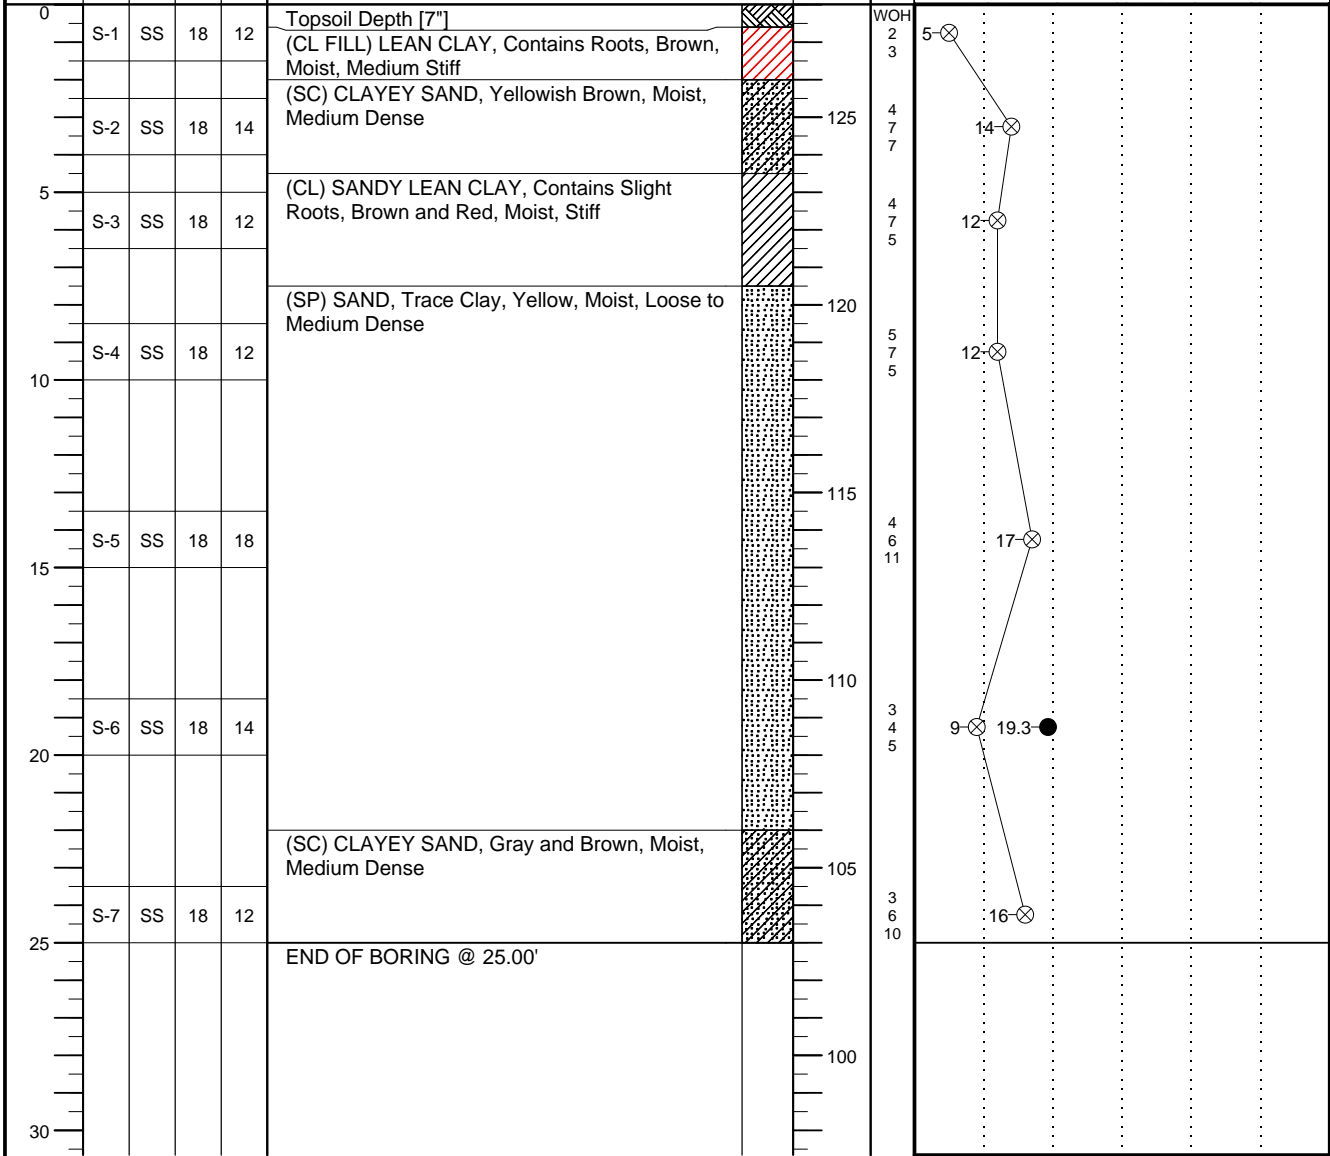 0
S-1 SS 18 12
Topsoil Depth [7"]
(CL FILL) LEAN CLAY, Contains Roots, Brown,
Moist, Medium Stiff
WOH
2
3
5
(SC) CLAYEY SAND, Yellowish Brown, Moist,
Medium Dense
S-2 SS 18 14
125
4
7
7
14
5
(CL) SANDY LEAN CLAY, Contains Slight
Roots, Brown and Red, Moist, Stiff
S-3 SS 18 12
4
7
5
12
(SP) SAND, Trace Clay, Yellow, Moist, Loose to
Medium Dense
120
S-4 SS 18 12
5
7
5
12
10
115
S-5 SS 18 18
4
6
11
17
15
110
S-6 SS 18 14
3
4
5
9 19.3
20
(SC) CLAYEY SAND, Gray and Brown, Moist,
Medium Dense
105
S-7 SS 18 12
3
6
10
16
25
END OF BORING @ 25.00'
100
30